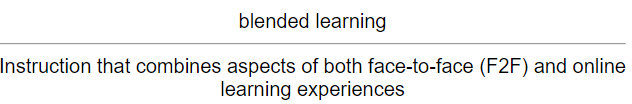 blended learning
Instruction that combines aspects of both face-to-face (F2F) and online
learning experiences